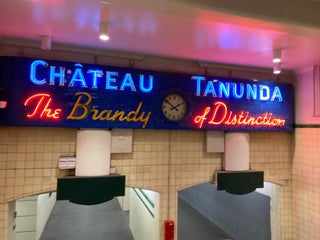 CHÂTEAU TANUNDA
The Brandy of Distinction